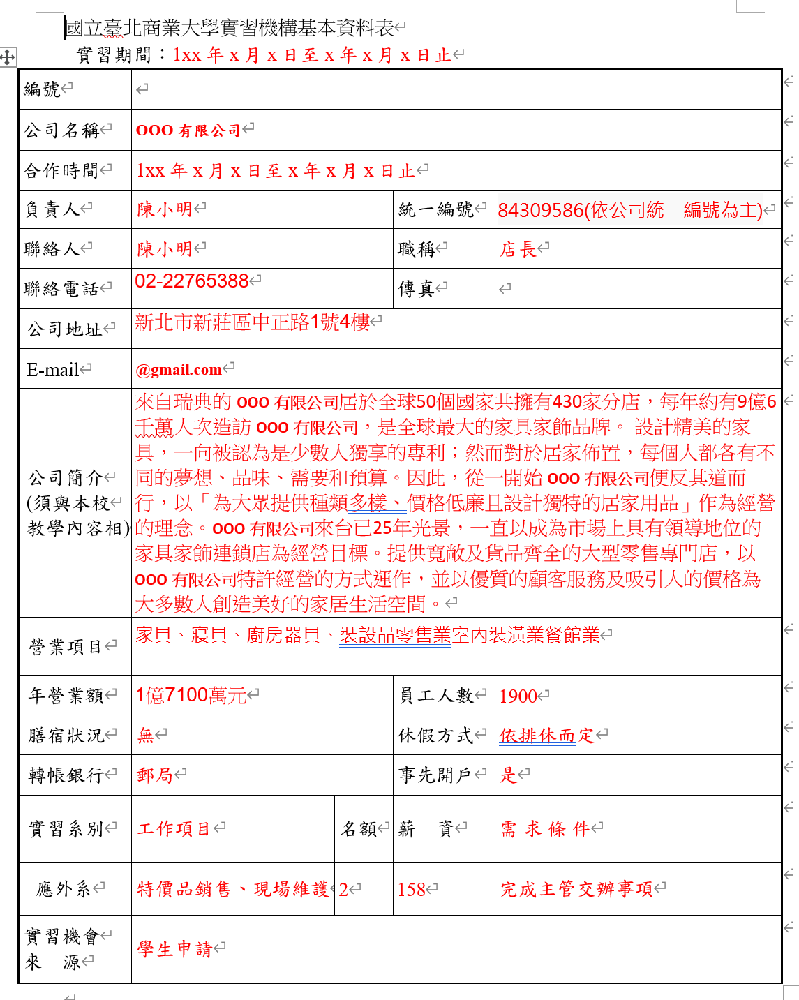 國立臺北商業大學實習機構基本資料表
實習期間：1xx 年 x 月 x 日至 x 年 x 月 x 日止
編號
公司名稱 OOO 有限公司
合作時間 1xx 年 x 月 x 日至 x 年 x 月 x 日止
負責人 陳小明 統一編號 84309586(依公司統一編號為主)
聯絡人 陳小明 職稱 店長
聯絡電話 02-22765388 傳真
公司地址 新北市新莊區中正路1號4樓
E-mail @gmail.com
公司簡介
(須與本校
教學內容相)
來自瑞典的 OOO 有限公司居於全球50個國家共擁有430家分店，每年約有9億6
千萬人次造訪 OOO 有限公司，是全球最大的家具家飾品牌。 設計精美的家
具，一向被認為是少數人獨享的專利；然而對於居家佈置，每個人都各有不
同的夢想、品味、需要和預算。因此，從一開始 OOO 有限公司便反其道而
行，以「為大眾提供種類多樣、價格低廉且設計獨特的居家用品」作為經營
的理念。OOO 有限公司來台已25年光景，一直以成為市場上具有領導地位的
家具家飾連鎖店為經營目標。提供寬敞及貨品齊全的大型零售專門店，以
OOO 有限公司特許經營的方式運作，並以優質的顧客服務及吸引人的價格為
大多數人創造美好的家居生活空間。
營業項目 家具、寢具、廚房器具、裝設品零售業室內裝潢業餐館業
年營業額 1億7100萬元 員工人數 1900
膳宿狀況 無 休假方式 依排休而定
轉帳銀行 郵局 事先開戶 是
實習系別 工作項目 名額 薪 資 需 求 條 件
應外系 特價品銷售、現場維護 2 158 完成主管交辦事項
實習機會
來 源
學生申請